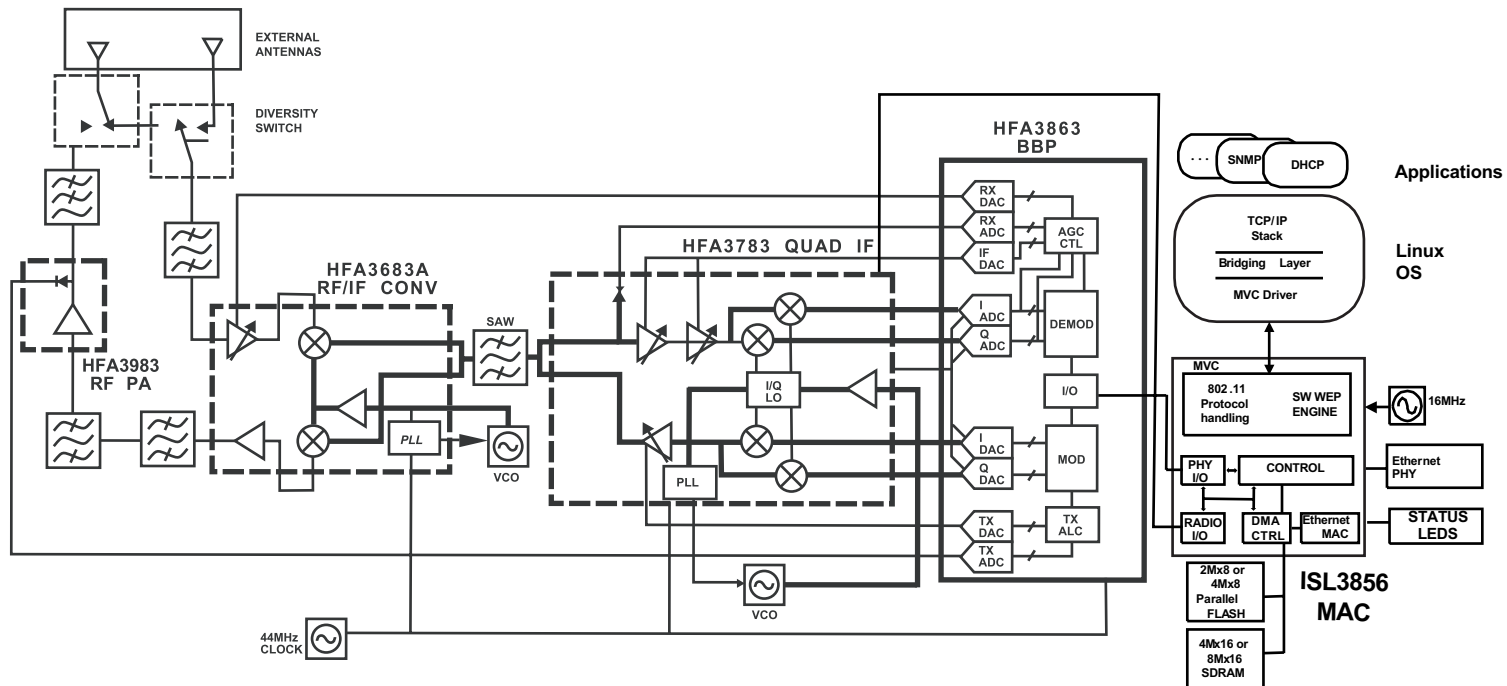 EXTERNAL
ANTENNAS
DIVERSITY
SWITCH
HFA3983
RF PA
HFA3683A
RF/IF CONV
PLL
VCO
SAW
HFA3783 QUAD IF
I/Q
LO
PLL
VCO
44MHz
CLOCK
HFA3863
BBP
RX
DAC
RX
ADC
IF
DAC
AGC
CTL
I
ADC
Q
ADC
DEMOD
I/O
I
DAC
Q
DAC
MOD
TX
DAC
TX
ADC
TX
ALC
...
SNMP
DHCP
Applications
TCP/IP
Stack
Bridging Layer
MVC Driver
Linux
OS
MVC
802.11
Protocol
handling
SW WEP
ENGINE
16MHz
PHY
I/O
CONTROL
RADIO
I/O
DMA
CTRL
Ethernet
MAC
Ethernet
PHY
STATUS
LEDS
2Mx8 or
4Mx8
Parallel
FLASH
4Mx16 or
8Mx16
SDRAM
ISL3856
MAC